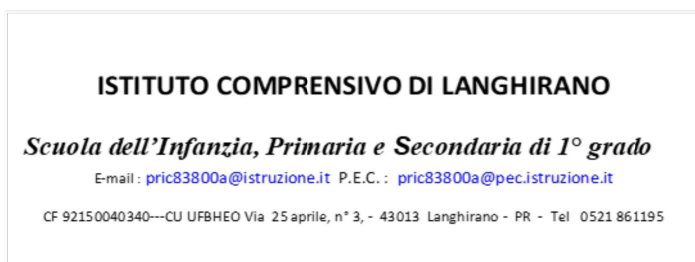 ISTITUTO COMPRENSIVO DI LANGHIRANO
Scuola dell’Infanzia, Primaria e Secondaria di 1° grado
E-mail : pric83800a@istruzione.it P.E.C. : pric83800a@pec.istruzione.it
CF 92150040340---CU UFBHEO Via 25 aprile, n° 3, - 43013 Langhirano - PR - Tel 0521 861195